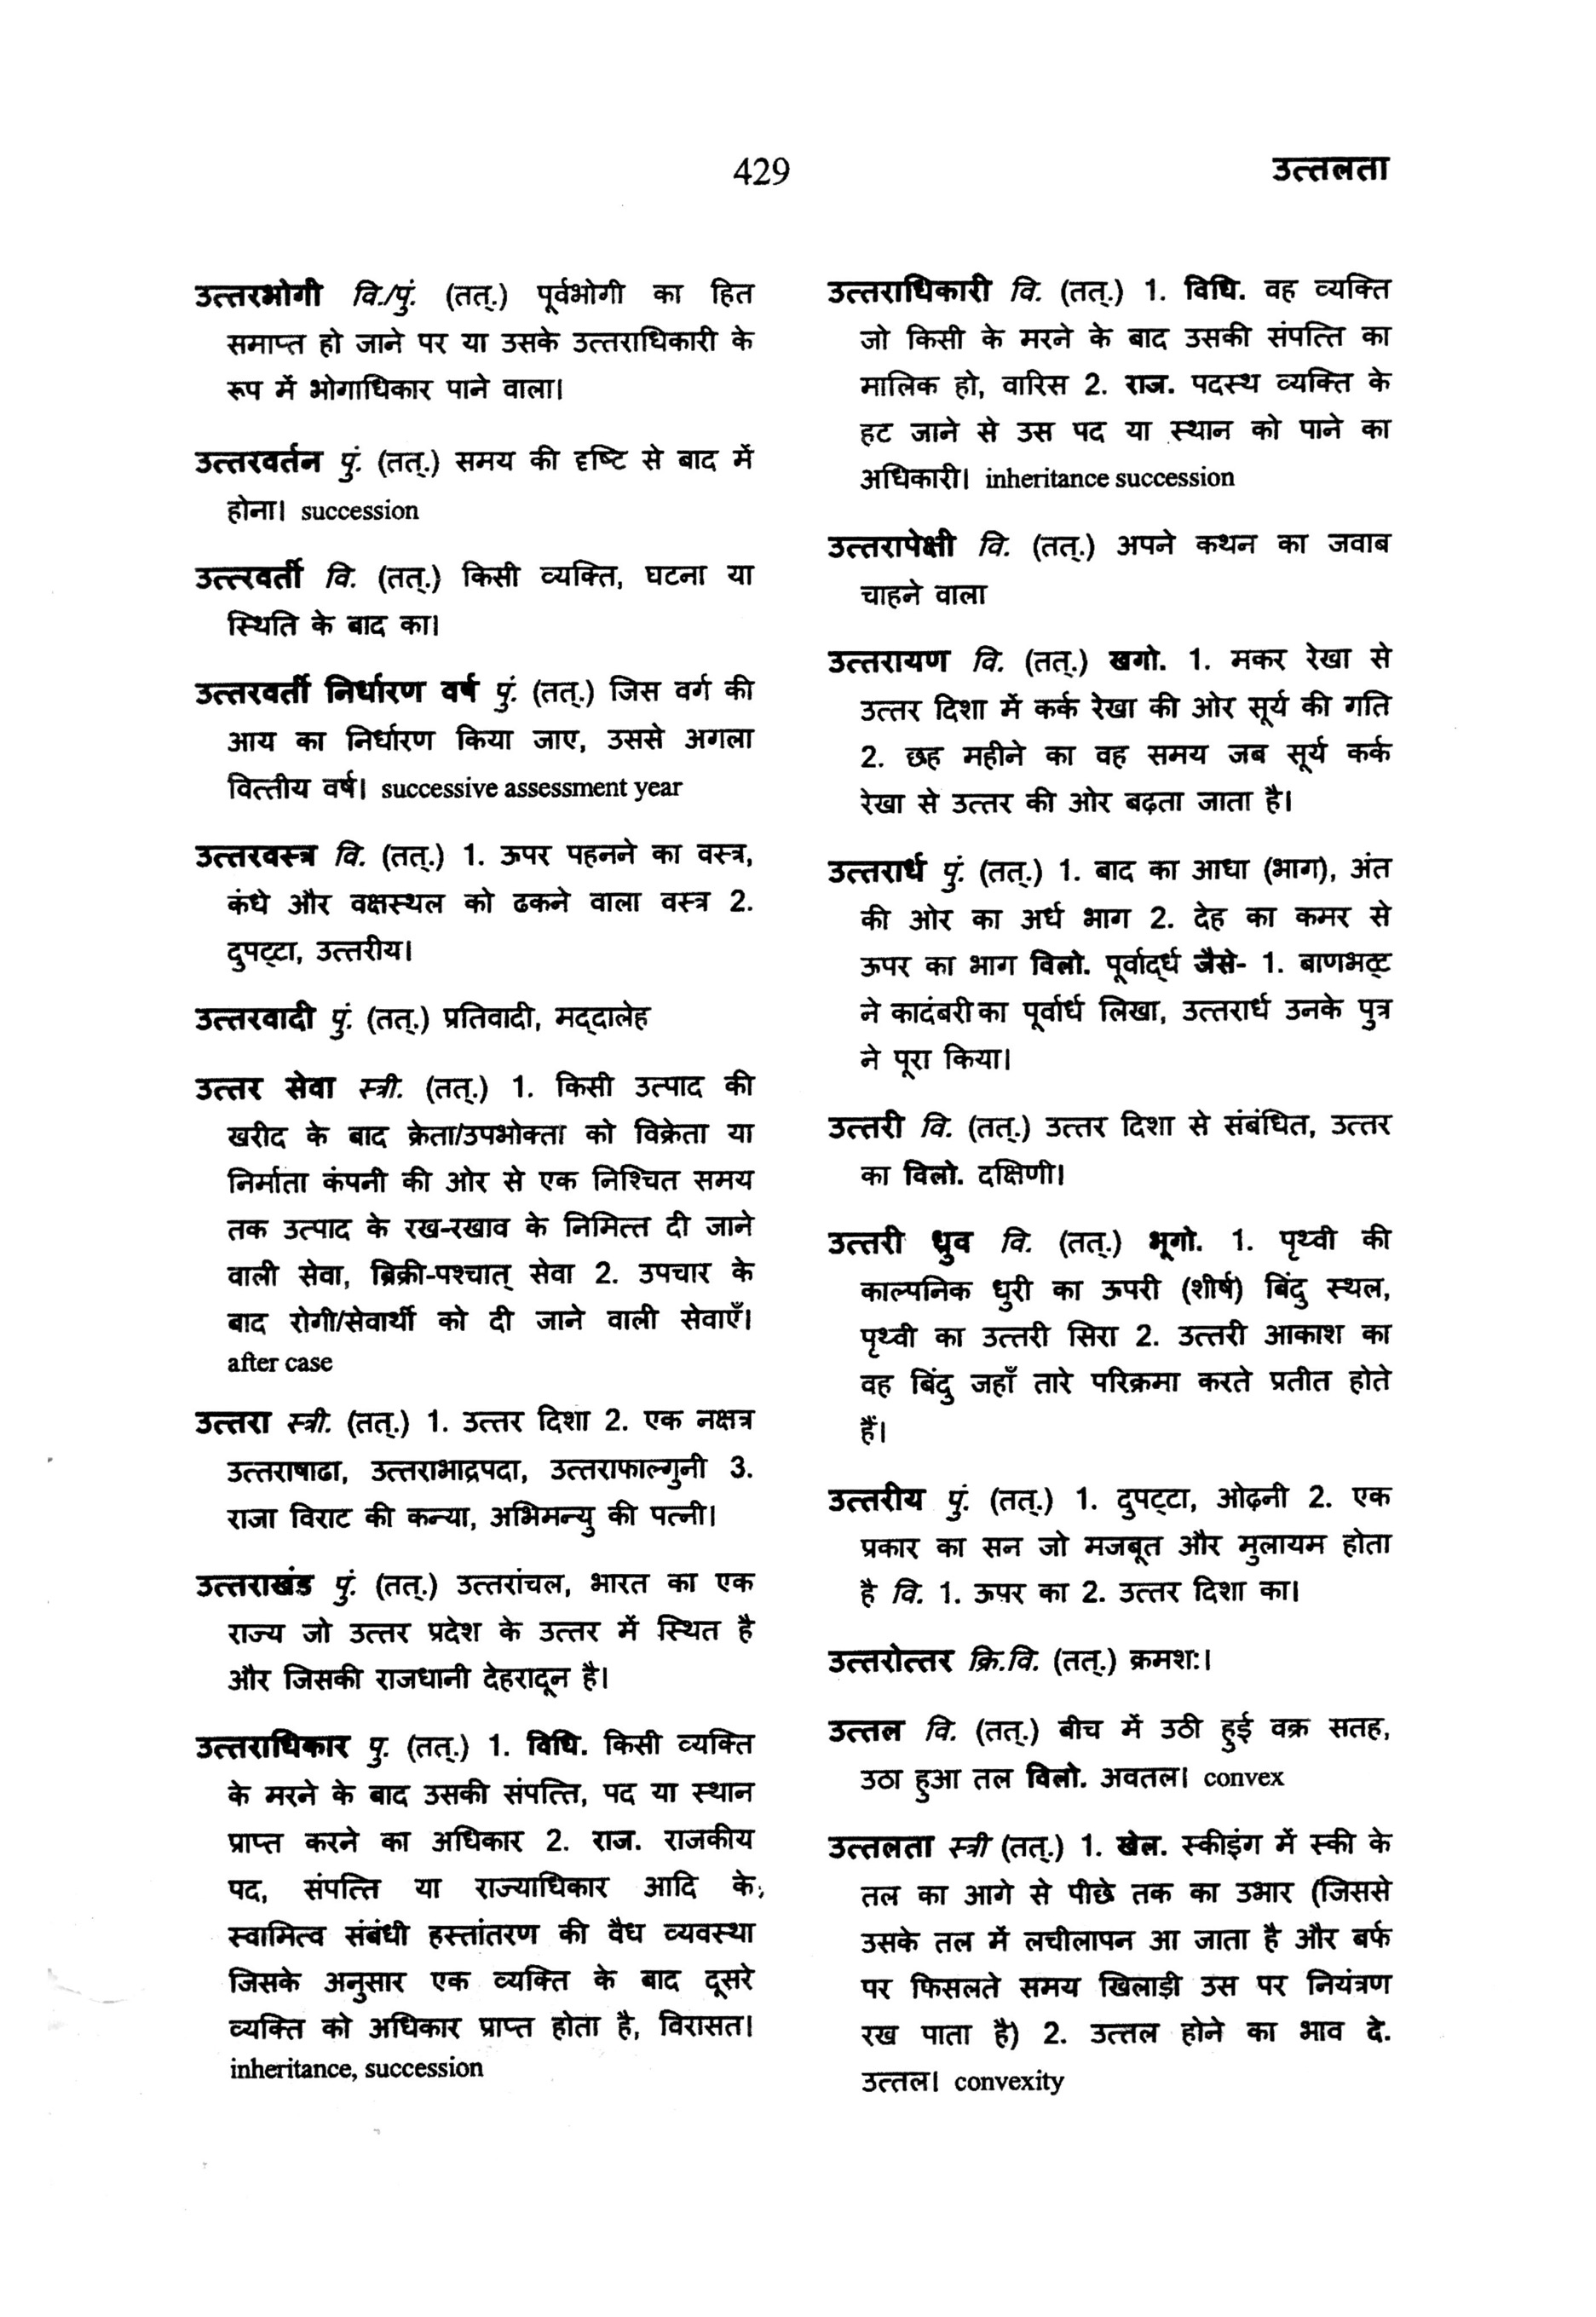 429
उत्तलता
उत्तरभोगी वि./पुं. (तत्.) पूर्वभोगी का हित
समाप्त हो जाने पर या उसके उत्तराधिकारी के
रूप में भोगाधिकार पाने वाला।
उत्तरवर्तन पुं. (तत्.) समय की दृष्टि से बाद में
होना। succession
उत्तरवर्ती वि. (तत्.) किसी व्यक्ति, घटना या
स्थिति के बाद का।
उत्तरवर्ती निर्धारण वर्ष पुं. (तत्.) जिस वर्ग की
आय का निर्धारण किया जाए, उससे अगला
वित्तीय वर्ष। successive assessment year
उत्तरवस्त्र वि. (तत्.) 1. ऊपर पहनने का वस्त्र,
कंधे और वक्षस्थल को ढकने वाला वस्त्र 2.
दुपट्टा, उत्तरीय।
उत्तरवादी पुं. (तत्.) प्रतिवादी, मद्दालेह
उत्तर सेवा स्त्री. (तत्.) 1. किसी उत्पाद की
खरीद के बाद क्रेता/उपभोक्ता को विक्रेता या
निर्माता कंपनी की ओर से एक निश्चित समय
तक उत्पाद के रख-रखाव के निमित्त दी जाने
वाली सेवा, ब्रिक्री-पश्चात् सेवा 2. उपचार के
बाद रोगी/सेवार्थी को दी जाने वाली सेवाएँ।
after case
उत्तरा स्त्री. (तत्.) 1. उत्तर दिशा 2. एक नक्षत्र
उत्तराषाढा, उत्तराभाद्रपदा, उत्तराफाल्गुनी 3.
राजा विराट की कन्या, अभिमन्यु की पत्नी।
उत्तराखंड पुं. (तत्.) उत्तरांचल, भारत का एक
राज्य जो उत्तर प्रदेश के उत्तर में स्थित है
और जिसकी राजधानी देहरादून है।
उत्तराधिकार पु. (तत्.) 1. विधि. किसी व्यक्ति
के मरने के बाद उसकी संपत्ति, पद या स्थान
प्राप्त करने का अधिकार 2. राज. राजकीय
पद, संपत्ति या राज्याधिकार आदि के
स्वामित्व संबंधी हस्तांतरण की वैध व्यवस्था
जिसके अनुसार एक व्यक्ति के बाद दूसरे
व्यक्ति को अधिकार प्राप्त होता है, विरासत।
inheritance, succession
उत्तराधिकारी वि. (तत्.) 1. विधि. वह व्यक्ति
जो किसी के मरने के बाद उसकी संपत्ति का
मालिक हो, वारिस 2. राज. पदस्थ व्यक्ति के
हट जाने से उस पद या स्थान को पाने का
अधिकारी। inheritance succession
उत्तरापेक्षी वि. (तत्.) अपने कथन का जवाब
चाहने वाला
उत्तरायण वि. (तत्.) खगो. 1. मकर रेखा से
उत्तर दिशा में कर्क रेखा की ओर सूर्य की गति
2. छह महीने का वह समय जब सूर्य कर्क
रेखा से उत्तर की ओर बढ़ता जाता है।
उत्तरार्ध पुं. (तत्.) 1. बाद का आधा (भाग), अंत
की ओर का अर्ध भाग 2. देह का कमर से
ऊपर का भाग विलो. पूर्वाद्र्ध जैसे- 1. बाणभट्ट
ने कादंबरी का पूर्वार्ध लिखा, उत्तरार्ध उनके पुत्र
ने पूरा किया।
उत्तरी वि. (तत्.) उत्तर दिशा से संबंधित, उत्तर
का विलो. दक्षिणी।
उत्तरी ध्रुव वि. (तत्.) भूगो. 1. पृथ्वी की
काल्पनिक धुरी का ऊपरी (शीर्ष) बिंदु स्थल,
पृथ्वी का उत्तरी सिरा 2. उत्तरी आकाश का
वह बिंदु जहाँ तारे परिक्रमा करते प्रतीत होते
हैं।
उत्तरीय पुं. (तत्.) 1. दुपट्टा, ओढ़नी 2. एक
प्रकार का सन जो मजबूत और मुलायम होता
है वि. 1. ऊपर का 2. उत्तर दिशा का।
उत्तरोत्तर क्रि.वि. (तत्.) क्रमश:।
उत्तल वि. (तत्.) बीच में उठी हुई वक्र सतह,
उठा हुआ तल विलो. अवतल। convex
उत्तलता स्त्री (तत्.) 1. खेल. स्कीइंग में स्की के
तल का आगे से पीछे तक का उभार (जिससे
उसके तल में लचीलापन आ जाता है और बर्फ
पर फिसलते समय खिलाड़ी उस पर नियंत्रण
रख पाता है) 2. उत्तल होने का भाव दे.
उत्तल। convexity